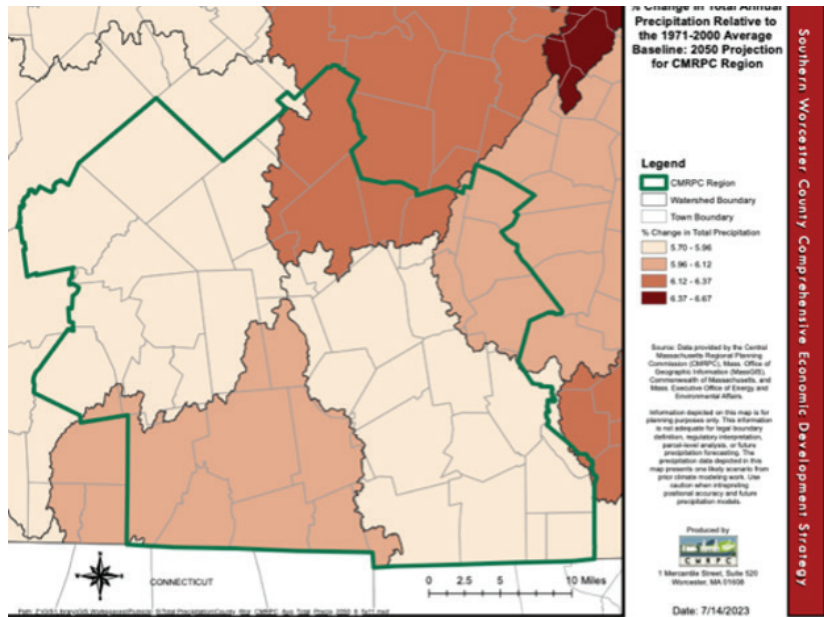 % Change in Total Annual
Precipitation Relative to
the 1971-2000 Average
Baseline: 2050 Projection
for CMRPC Region
Legend
CMRPC Region
Watershed Boundary
Town Boundary
% Change in Total Precipitation
5.70 - 5.96
5.96 - 6.12
6.12 - 6.37
6.37 - 6.67
Source: Data provided by the Central
Massachusetts Regional Planning
Commission (CMRPC), Mass. Office of
Geographic Information (MassGIS),
Commonwealth of Massachusetts, and
Mass. Executive Office of Energy and
Environmental Affairs.
Information depicted on this map is for
planning purposes only. This information
is not adequate for legal boundary
definition, regulatory interpretation,
parcel-level analysis, or future
precipitation forecasting. The
precipitation data depicted in this
map presents one likely scenario from
prior climate modeling work. Use
caution when intrepreting
positional accuracy and future
precipitation models.
Produced by
CMRPC
1 Mercantile Street, Suite 520
Worcester, MA 01608
Date: 7/14/2023
Southern Worcester County Comprehensive Economic Development Strategy
CONNECTICUT
0 2.5 5 10 Miles